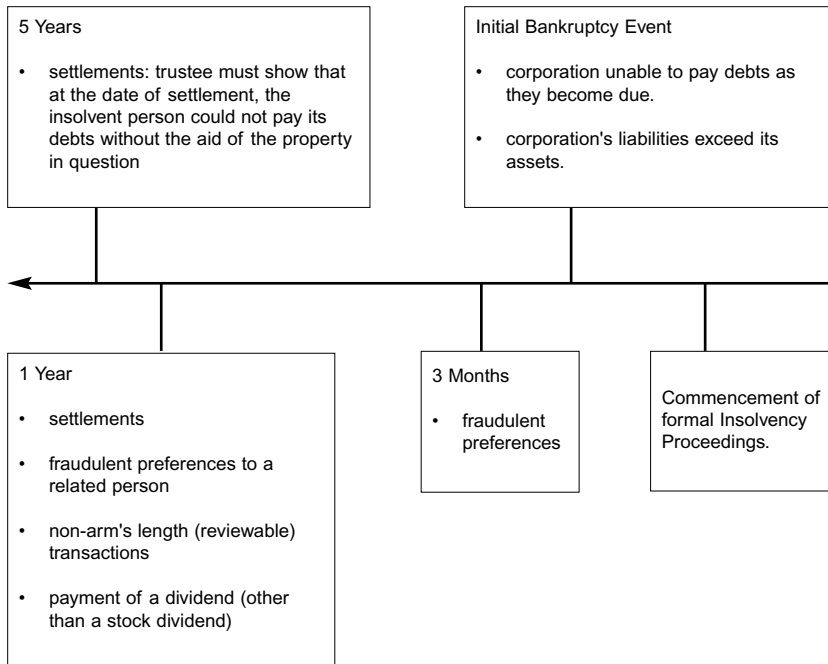 5 Years
• settlements: trustee must show that
at the date of settlement, the
insolvent person could not pay its
debts without the aid of the property
in question
Initial Bankruptcy Event
• corporation unable to pay debts as
they become due.
• corporation's liabilities exceed its
assets.
1 Year
• settlements
• fraudulent preferences to a
related person
• non-arm's length (reviewable)
transactions
• payment of a dividend (other
than a stock dividend)
3 Months
• fraudulent
preferences
Commencement of
formal Insolvency
Proceedings.